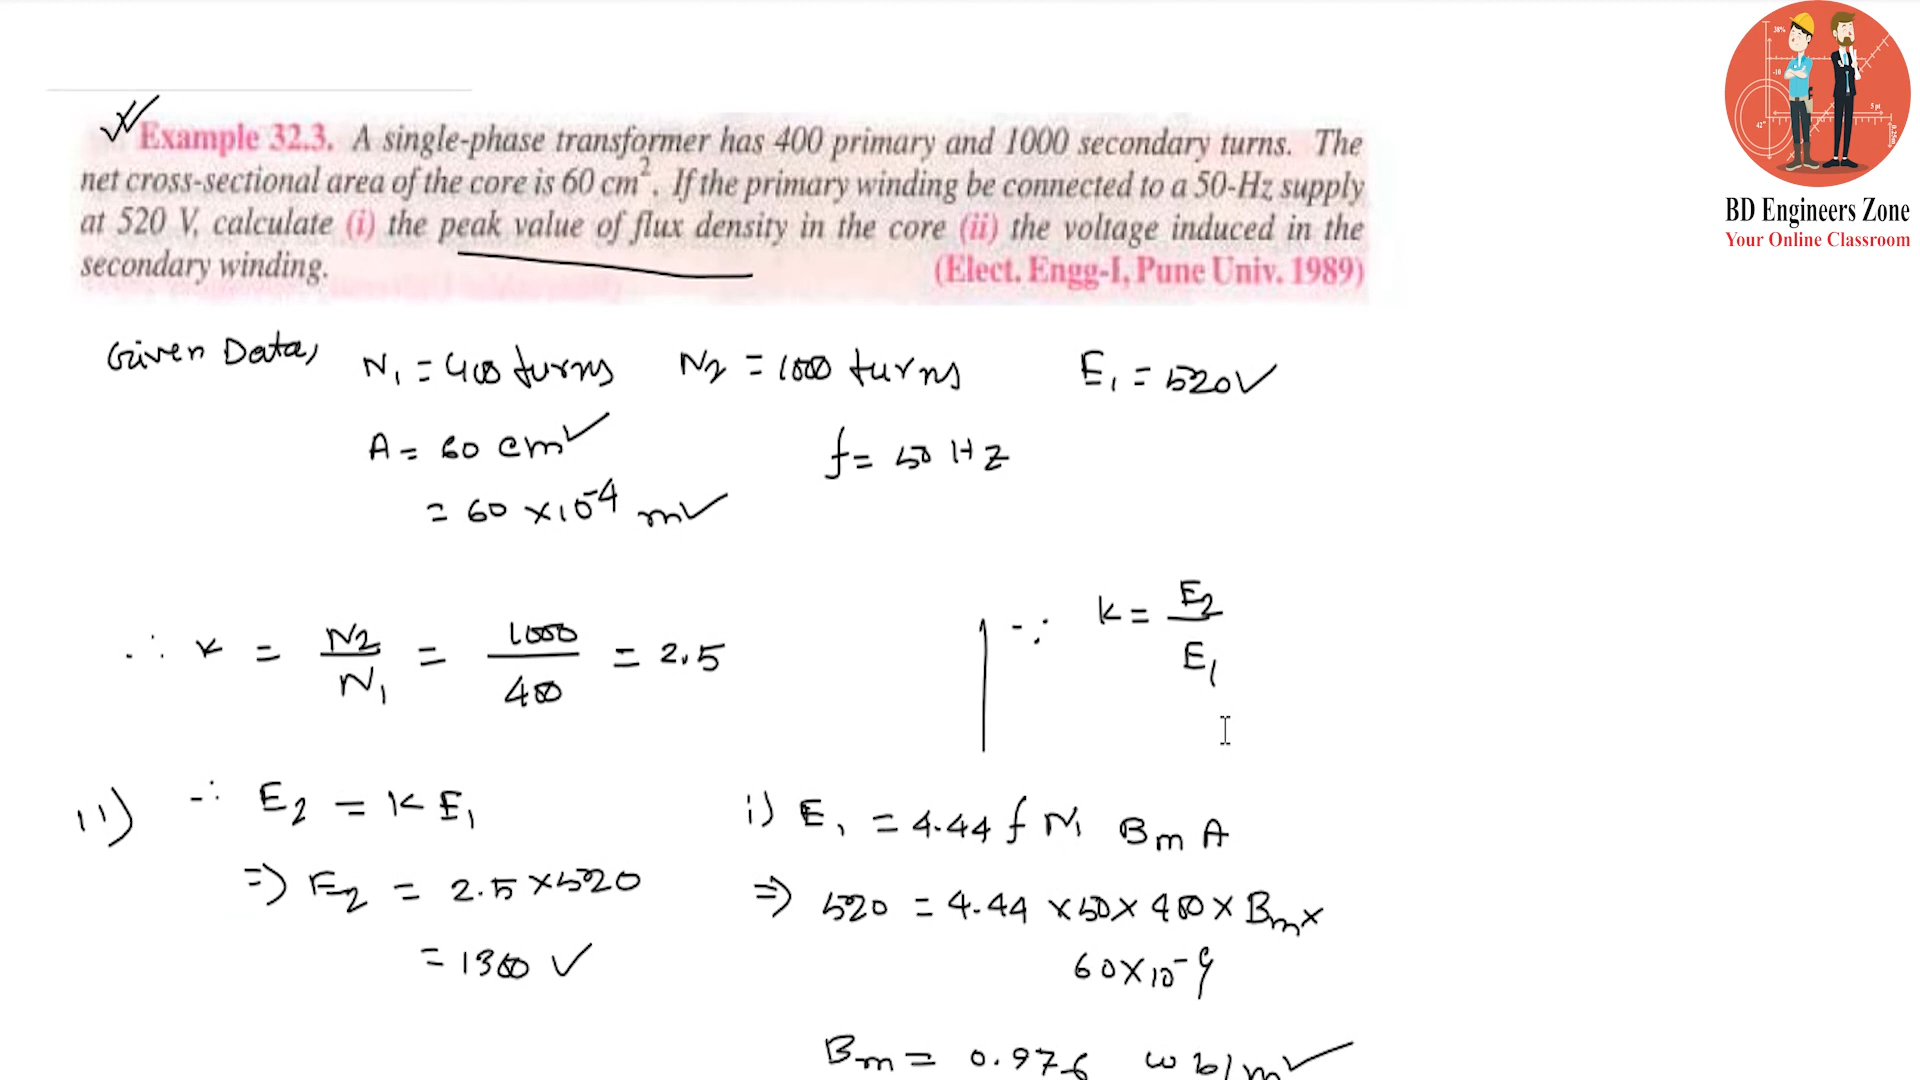 Example 32.3. A single-phase transformer has 400 primary and 1000 secondary turns. The
net cross-sectional area of the core is 60 cm². If the primary winding be connected to a 50-Hz supply
at 520 V, calculate (i) the peak value of flux density in the core (ii) the voltage induced in the
secondary winding. (Elect. Engg-I, Pune Univ. 1989)
BD Engineers Zone
Your Online Classroom
Given Data, N₁ = 400 turns N₂ = 1000 turns E₁ = 520V
A = 60 cm² f = 50 Hz
= 60 × 10⁻⁴ m²
∴ K = N₂/N₁ = 1000/400 = 2.5 ∵ K = E₂/E₁
ii) ∵ E₂ = K E₁
⇒ E₂ = 2.5 × 520
= 1300 V
i) E₁ = 4.44 f N₁ Bm A
⇒ 520 = 4.44 × 50 × 400 × Bm ×
60 × 10⁻⁴
Bm = 0.976 wb/m²